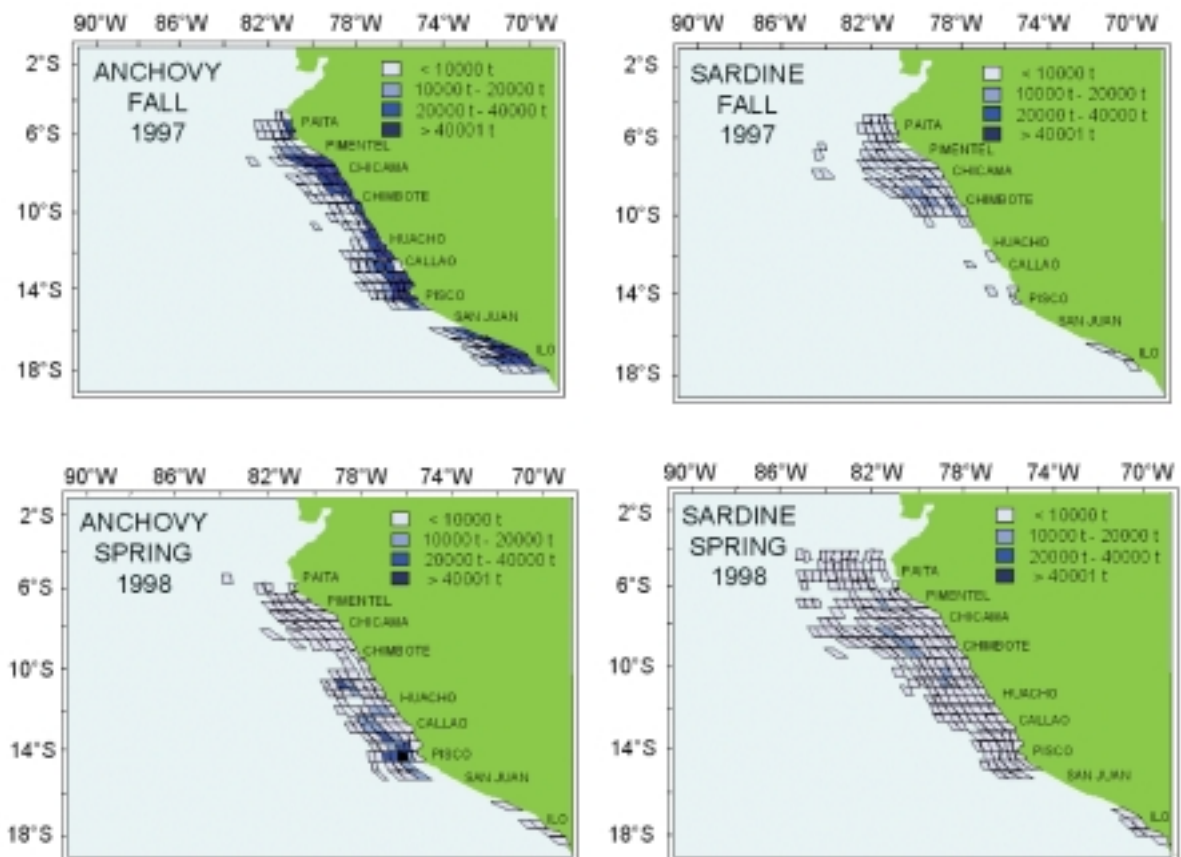 90°W 86°W 82°W 78°W 74°W 70°W
2°S
6°S
10°S
14°S
18°S
ANCHOVY
FALL
1997
< 10000 t
10000 t - 20000 t
20000 t - 40000 t
> 40001 t
PAITA
PIMENTEL
CHICAMA
CHIMBOTE
HUACHO
CALLAO
PISCO
SAN JUAN
ILO
90°W 86°W 82°W 78°W 74°W 70°W
2°S
6°S
10°S
14°S
18°S
SARDINE
FALL
1997
< 10000 t
10000 t - 20000 t
20000 t - 40000 t
> 40001 t
PAITA
PIMENTEL
CHICAMA
CHIMBOTE
HUACHO
CALLAO
PISCO
SAN JUAN
ILO
90°W 86°W 82°W 78°W 74°W 70°W
2°S
6°S
10°S
14°S
18°S
ANCHOVY
SPRING
1998
< 10000 t
10000 t - 20000 t
20000 t - 40000 t
> 40001 t
PAITA
PIMENTEL
CHICAMA
CHIMBOTE
HUACHO
CALLAO
PISCO
SAN JUAN
ILO
90°W 86°W 82°W 78°W 74°W 70°W
2°S
6°S
10°S
14°S
18°S
SARDINE
SPRING
1998
< 10000 t
10000 t - 20000 t
20000 t - 40000 t
> 40001 t
PAITA
PIMENTEL
CHICAMA
CHIMBOTE
HUACHO
CALLAO
PISCO
SAN JUAN
ILO